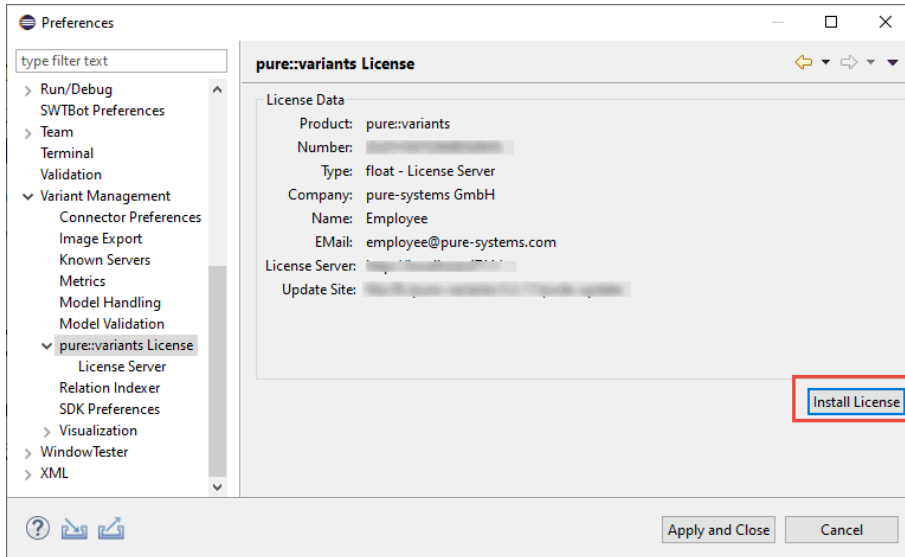 Preferences
type filter text
Run/Debug
SWTBot Preferences
Team
Terminal
Validation
Variant Management
Connector Preferences
Image Export
Known Servers
Metrics
Model Handling
Model Validation
pure::variants License
License Server
Relation Indexer
SDK Preferences
Visualization
WindowTester
XML
pure::variants License
License Data
Product: pure::variants
Number:
Type: float - License Server
Company: pure-systems GmbH
Name: Employee
EMail: employee@pure-systems.com
License Server:
Update Site:
Install License
Apply and Close
Cancel